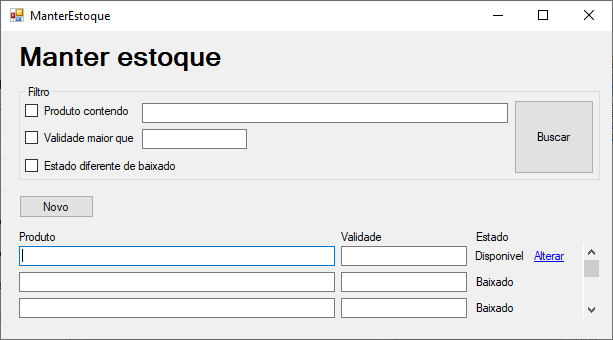 ManterEstoque
Manter estoque
Filtro
Produto contendo
Validade maior que
Estado diferente de baixado
Buscar
Novo
Produto Validade Estado
Disponivel Alterar
Baixado
Baixado